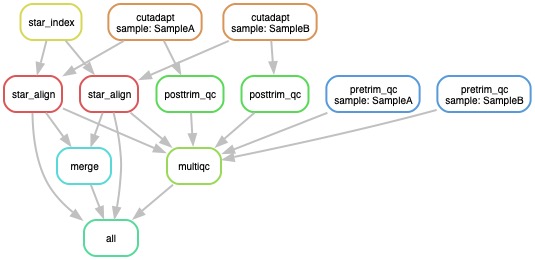 star_index
cutadapt
sample: SampleA
cutadapt
sample: SampleB
star_align
star_align
posttrim_qc
posttrim_qc
pretrim_qc
sample: SampleA
pretrim_qc
sample: SampleB
merge
multiqc
all